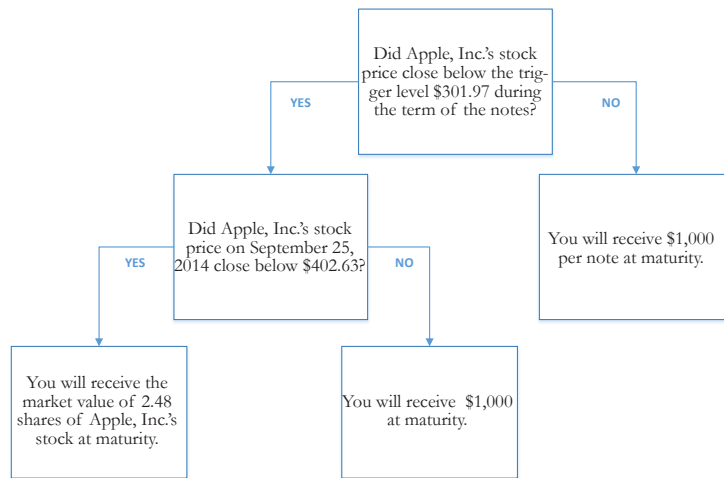 Did Apple, Inc.'s stock
price close below the trig-
ger level $301.97 during
the term of the notes?
YES
NO
Did Apple, Inc.'s stock
price on September 25,
2014 close below $402.63?
You will receive $1,000
per note at maturity.
YES
NO
You will receive the
market value of 2.48
shares of Apple, Inc.'s
stock at maturity.
You will receive $1,000
at maturity.